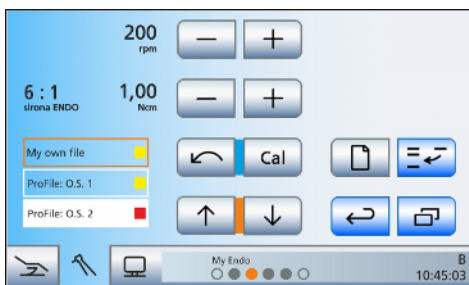 200
rpm
6 : 1
sirona ENDO
1,00
Ncm
My own file
Cal
ProFile: O.S. 1
ProFile: O.S. 2
My Endo
B
10:45:03